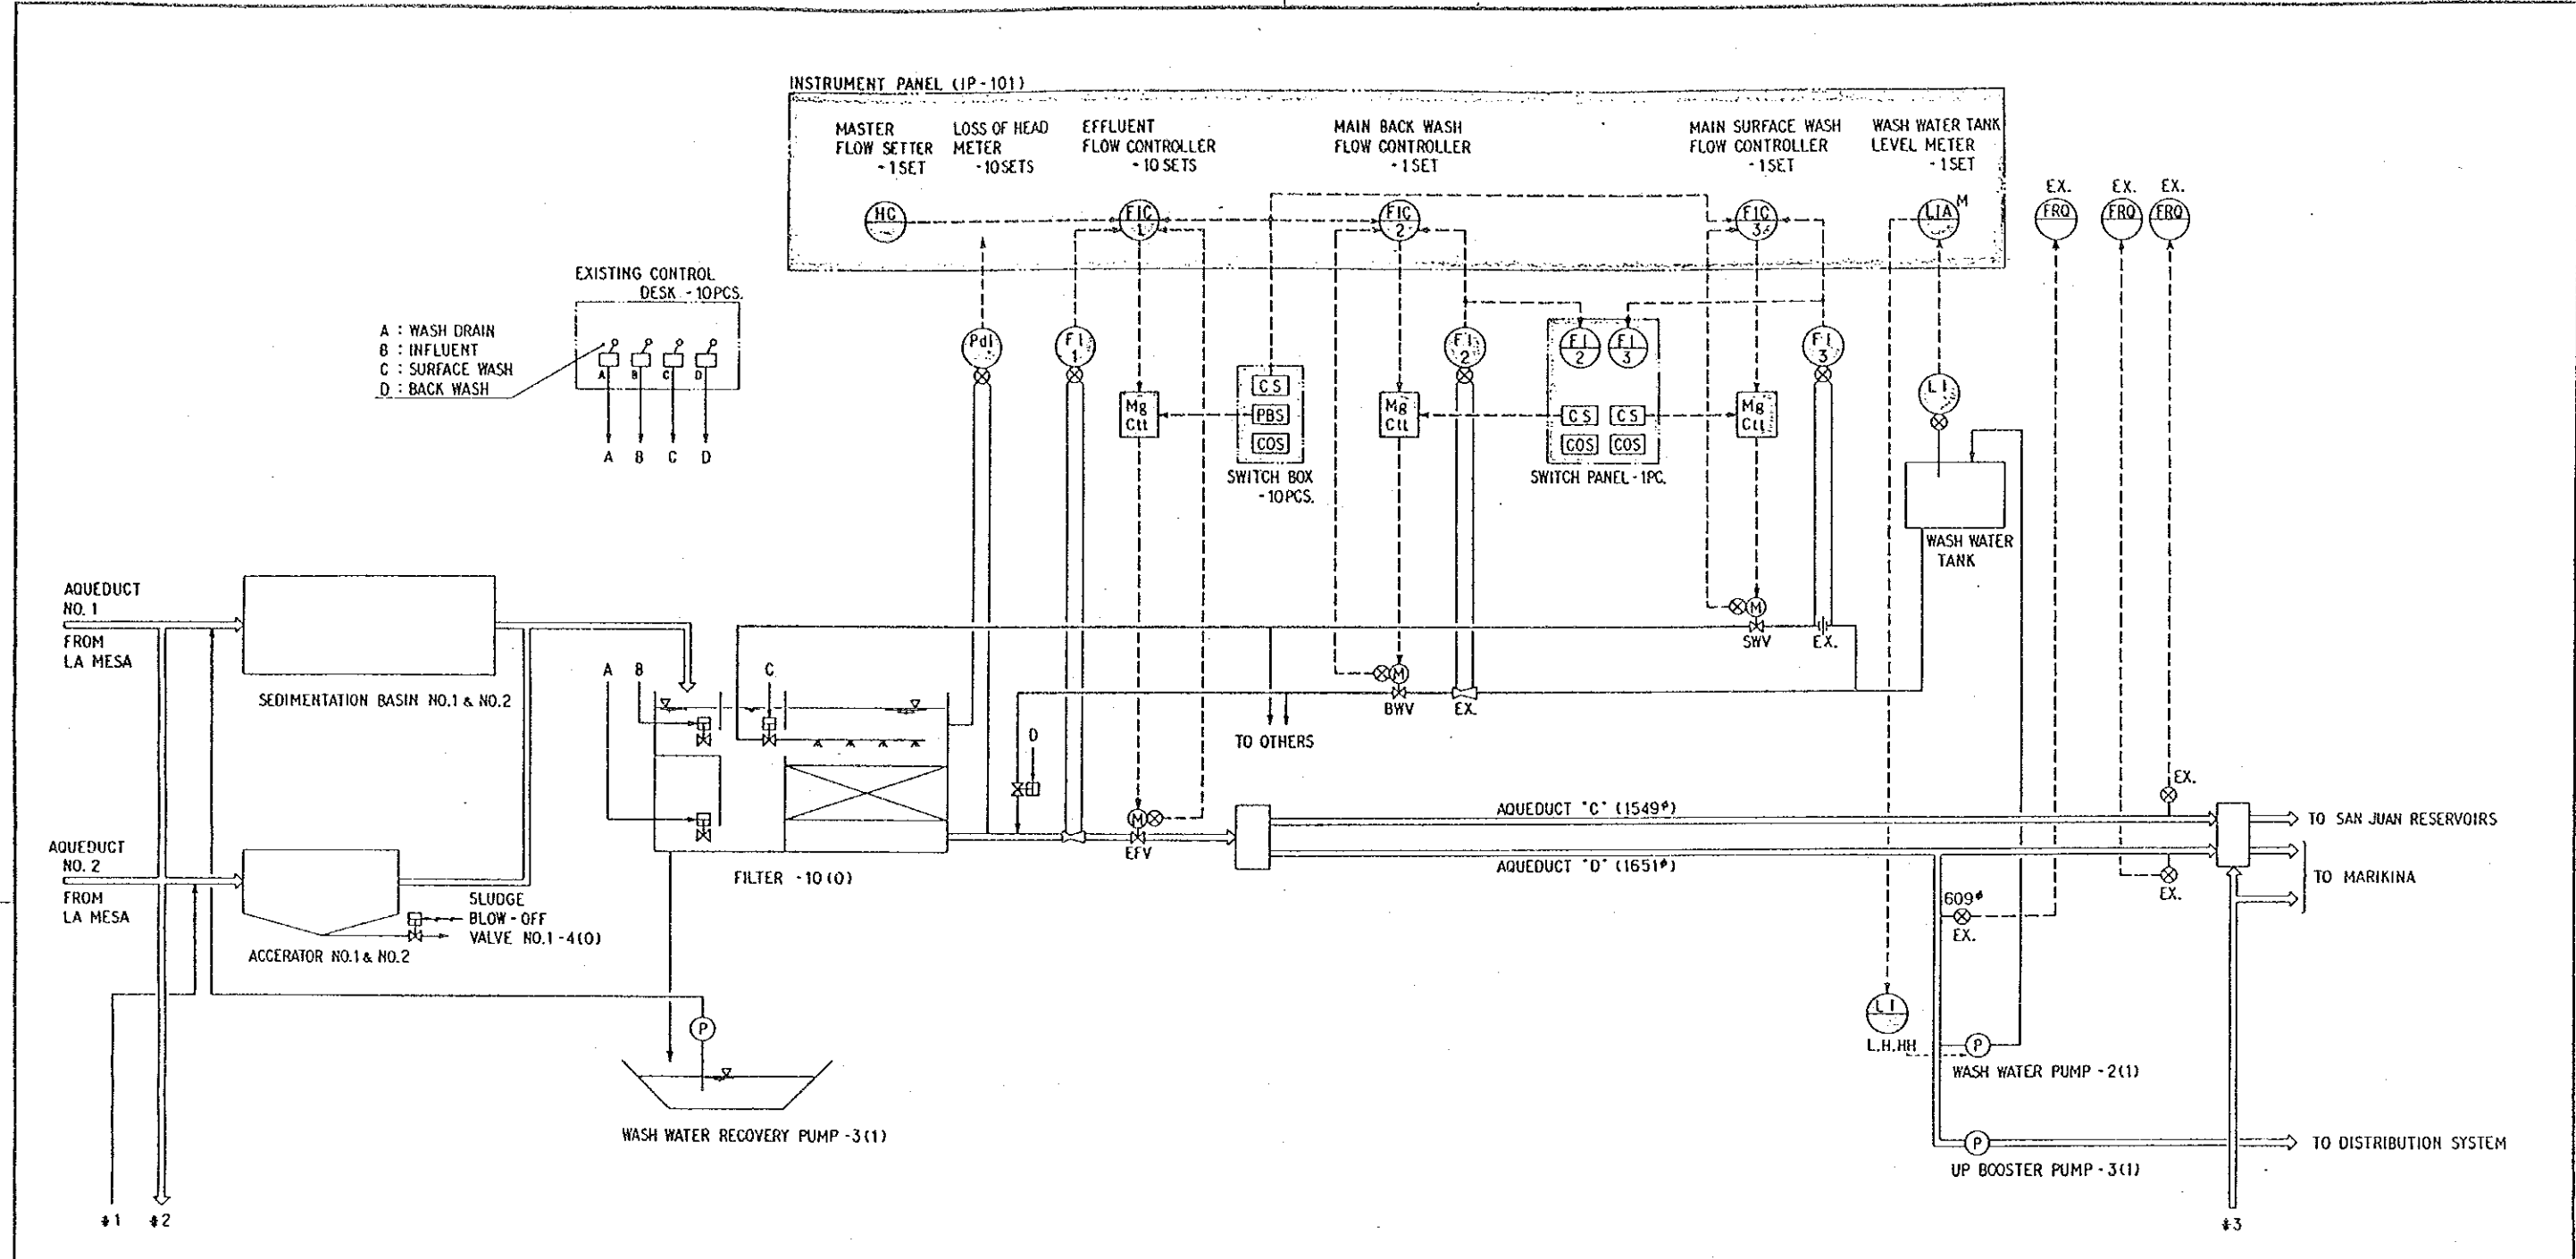 INSTRUMENT PANEL (IP-101)
MASTER
FLOW SETTER
-1SET
LOSS OF HEAD
METER
-10SETS
EFFLUENT
FLOW CONTROLLER
-10SETS
MAIN BACK WASH
FLOW CONTROLLER
-1SET
MAIN SURFACE WASH
FLOW CONTROLLER
-1SET
WASH WATER TANK
LEVEL METER
-1SET
EX.
EX.
EX.
HC
FIC
1
FIC
2
FIC
3
LIA
M
FRQ
FRQ
FRQ
EXISTING CONTROL
DESK -10PCS.
A : WASH DRAIN
B : INFLUENT
C : SURFACE WASH
D : BACK WASH
A
B
C
D
A
B
C
D
PdI
FI
1
FI
2
FI
2
FI
3
FI
3
LI
Mg
Ctt
CS
PBS
COS
SWITCH BOX
-10PCS.
Mg
Ctt
CS
CS
COS
COS
SWITCH PANEL -1PC.
Mg
Ctt
WASH WATER
TANK
AQUEDUCT
NO.1
FROM
LA MESA
SEDIMENTATION BASIN NO.1 & NO.2
A
B
C
M
SWV
EX.
M
BWV
EX.
TO OTHERS
D
M
EFV
FILTER -10(0)
AQUEDUCT "C" (1549ø)
AQUEDUCT "D" (1651ø)
EX.
EX.
TO SAN JUAN RESERVOIRS
TO MARIKINA
AQUEDUCT
NO.2
FROM
LA MESA
SLUDGE
BLOW-OFF
VALVE NO.1-4(0)
ACCERATOR NO.1 & NO.2
609ø
EX.
P
LI
L.H.HH
P
WASH WATER PUMP -2(1)
WASH WATER RECOVERY PUMP -3(1)
P
UP BOOSTER PUMP -3(1)
TO DISTRIBUTION SYSTEM
#1
#2
#3